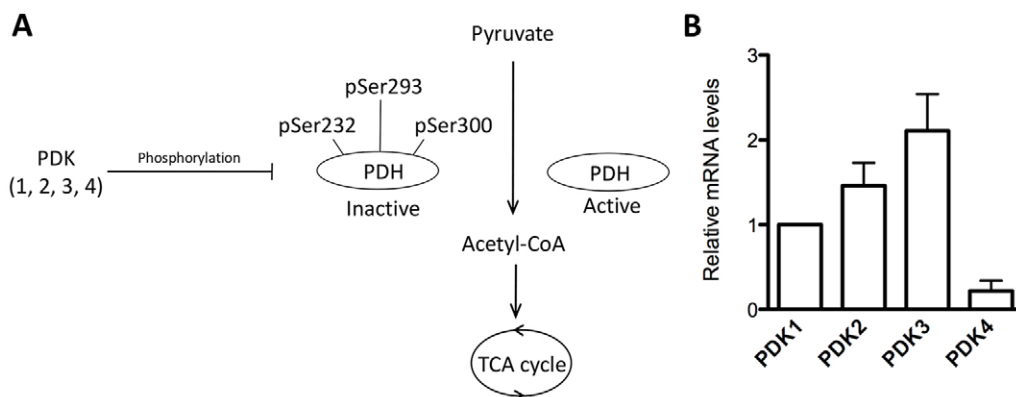 A
Pyruvate
pSer293
pSer232
pSer300
PDK
(1, 2, 3, 4)
Phosphorylation
PDH
Inactive
PDH
Active
Acetyl-CoA
TCA cycle
B
Relative mRNA levels
3
2
1
0
PDK1
PDK2
PDK3
PDK4